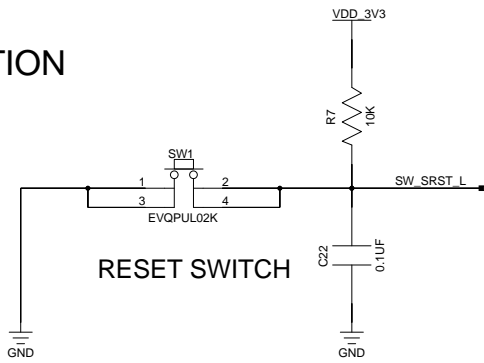 VDD_3V3
TION
R7
10K
SW1
1
2
SW_SRST_L
3
4
EVQPUL02K
RESET SWITCH
C22
0.1UF
GND
GND